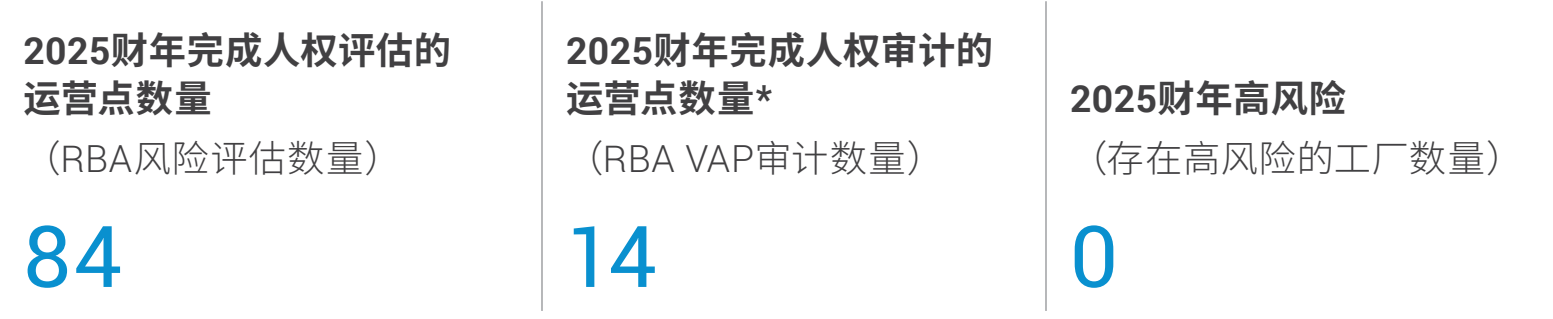 2025财年完成人权评估的
运营点数量
（RBA风险评估数量）
84
2025财年完成人权审计的
运营点数量*
（RBA VAP审计数量）
14
2025财年高风险
（存在高风险的工厂数量）
0